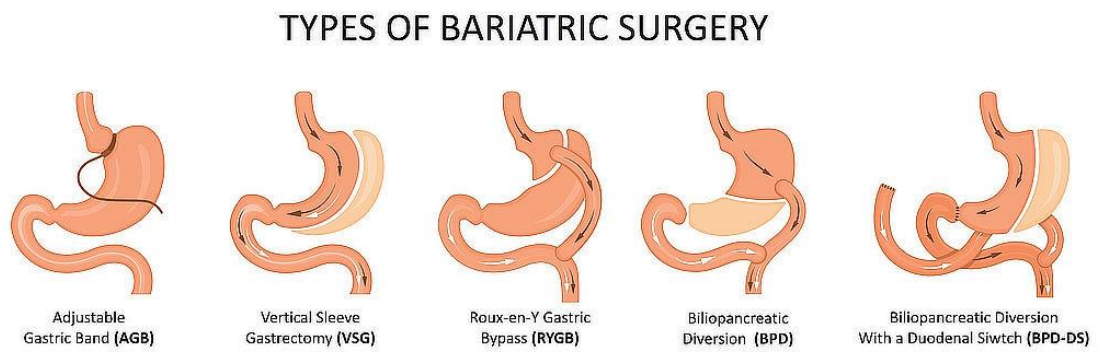 TYPES OF BARIATRIC SURGERY
Adjustable
Gastric Band (AGB)
Vertical Sleeve
Gastrectomy (VSG)
Roux-en-Y Gastric
Bypass (RYGB)
Biliopancreatic
Diversion (BPD)
Biliopancreatic Diversion
With a Duodenal Siwtch (BPD-DS)